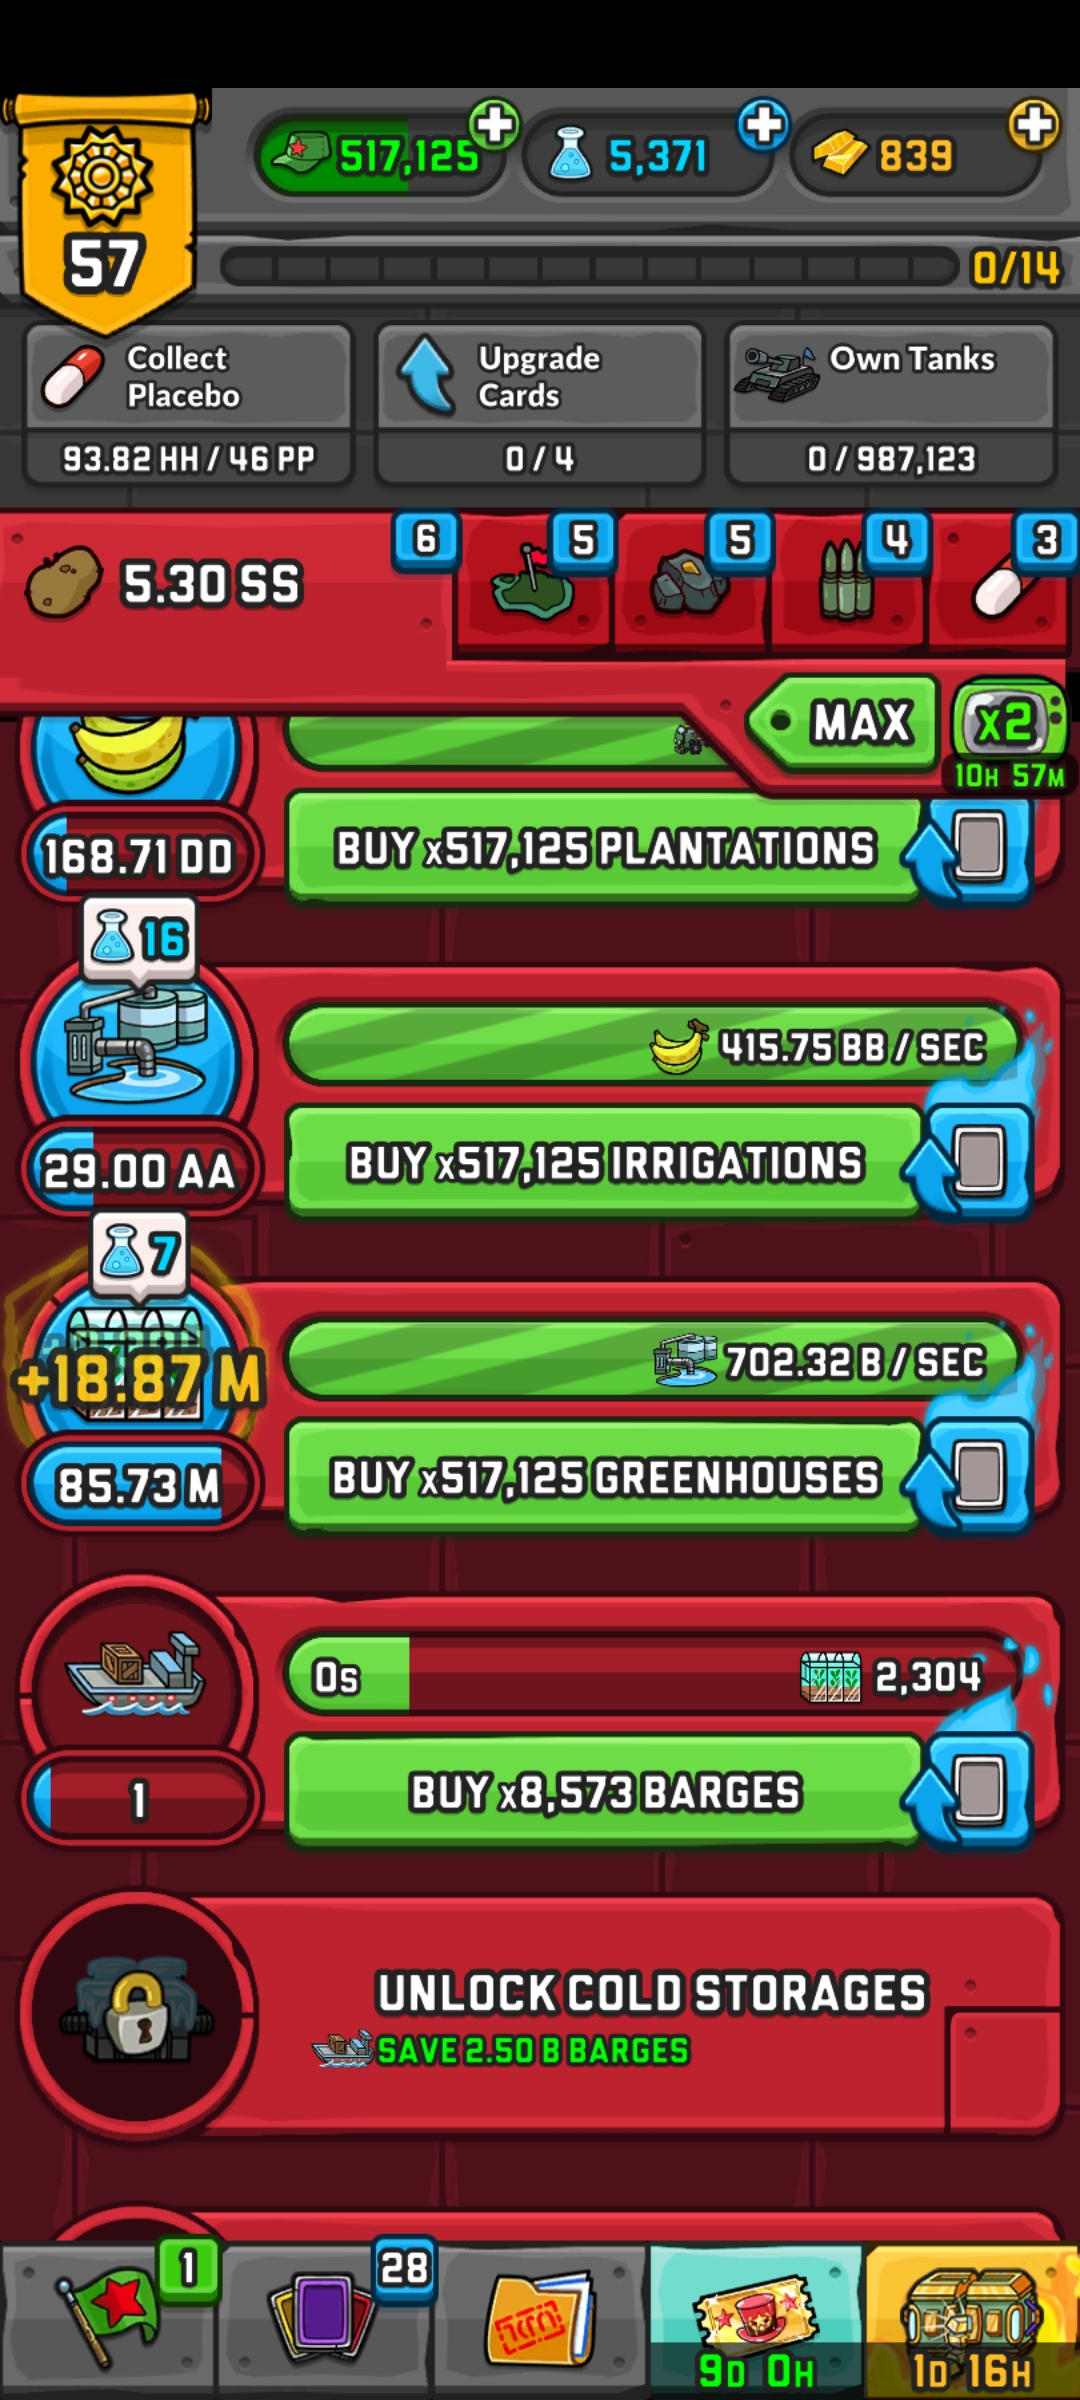 517,125
5,371
839
57
0/14
Collect
Placebo
93.82 HH / 46 PP
Upgrade
Cards
0 / 4
Own Tanks
0 / 987,123
5.30 SS
6
5
5
4
3
MAX
x2
10H 57M
168.71 DD
BUY x517,125 PLANTATIONS
16
415.75 BB / SEC
29.00 AA
BUY x517,125 IRRIGATIONS
7
+18.87 M
702.32 B / SEC
85.73 M
BUY x517,125 GREENHOUSES
0s
2,304
1
BUY x8,573 BARGES
UNLOCK COLD STORAGES
SAVE 2.50 B BARGES
1
28
9D 0H
1D 16H